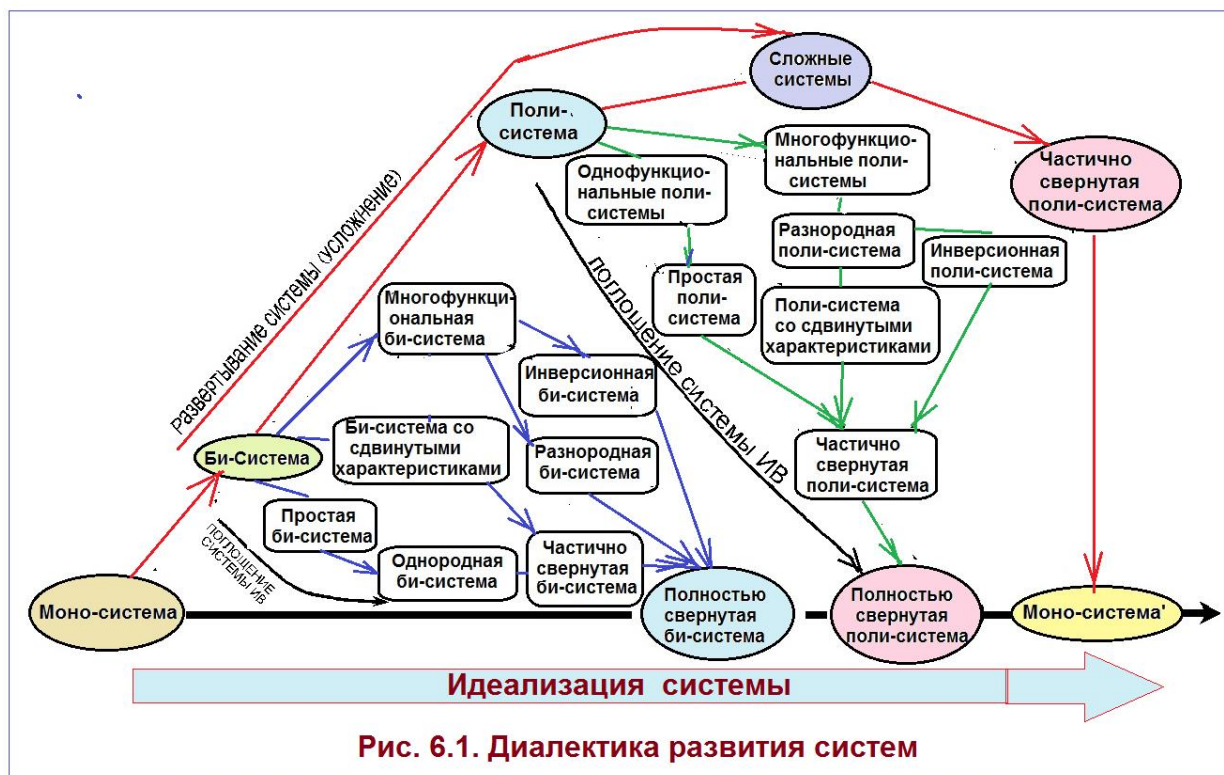 Сложные
системы
Поли-
система
Многофункцио-
нальные поли-
системы
Однофункцио-
нальные поли-
системы
Частично
свернутая
поли-система
Развертывание системы (усложнение)
Разнородная
поли-система
Инверсионная
поли-система
Простая
поли-
система
поглощение системы ИВ
Поли-система
со сдвинутыми
характеристиками
Многофункци-
ональная
би-система
Инверсионная
би-система
Би-Система
Би-система со
сдвинутыми
характеристиками
Разнородная
би-система
Частично
свернутая
поли-система
Простая
би-система
поглощение
системы ИВ
Однородная
би-система
Частично
свернутая
би-система
Моно-система
Полностью
свернутая
би-система
Полностью
свернутая
поли-система
Моно-система'
Идеализация системы
Рис. 6.1. Диалектика развития систем